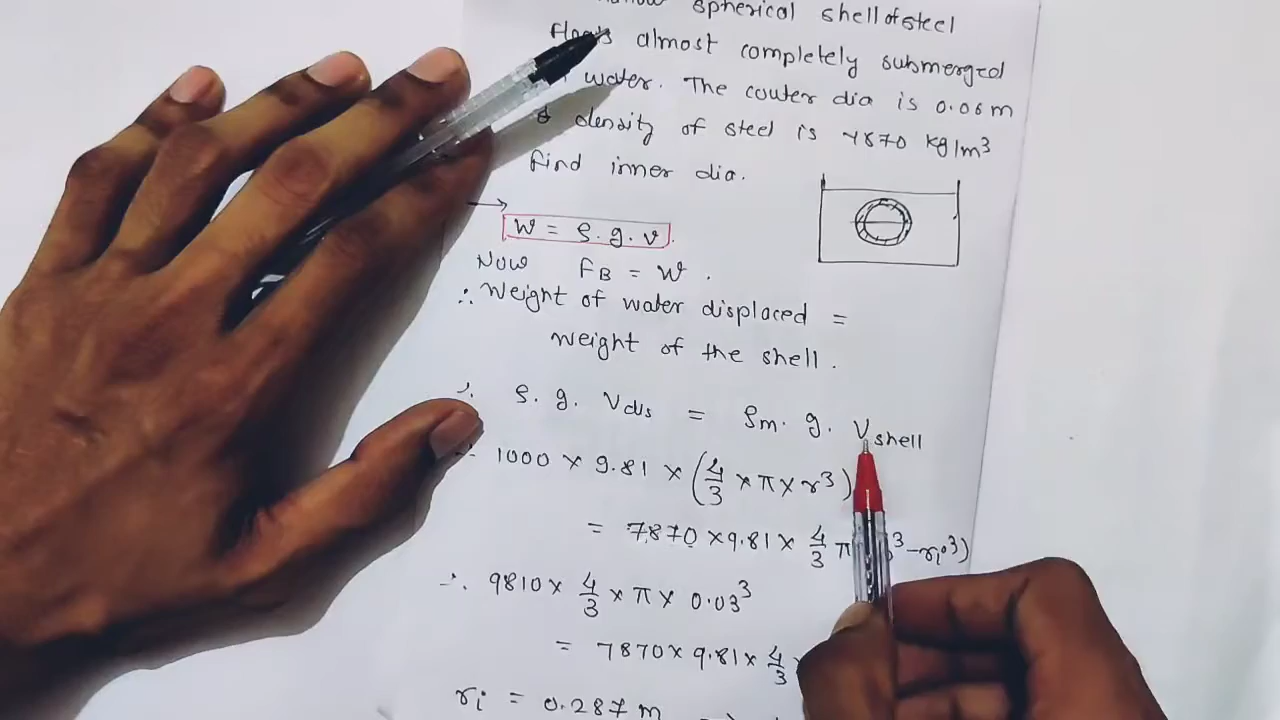 spherical shell of steel
Floats almost completely submerged
water. The couter dia is 0.06 m
& density of steel is 7870 kg/m³
find inner dia.
→ W = ρ.g.v.
Now FB = W.
∴ Weight of water displaced =
weight of the shell.
∴ ρ. g. Vdis = ρm. g. Vshell
∴ 1000 × 9.81 × (4/3 × π × r³)
= 7870 × 9.81 × 4/3 π ³ - ri³)
∴ 9810 × 4/3 × π × 0.03³
= 7870 × 9.81 × 4/3
ri = 0.287 m